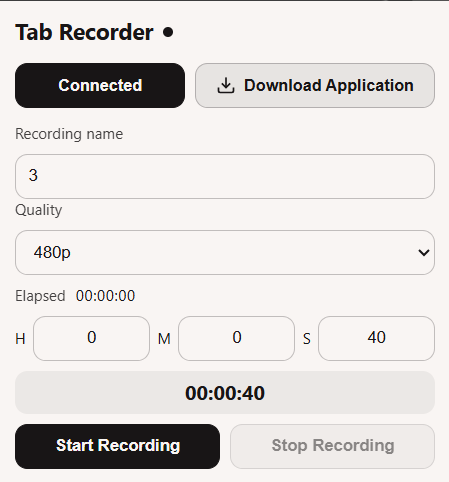 Tab Recorder
Connected Download Application
Recording name
3
Quality
480p
Elapsed 00:00:00
H 0 M 0 S 40
00:00:40
Start Recording Stop Recording